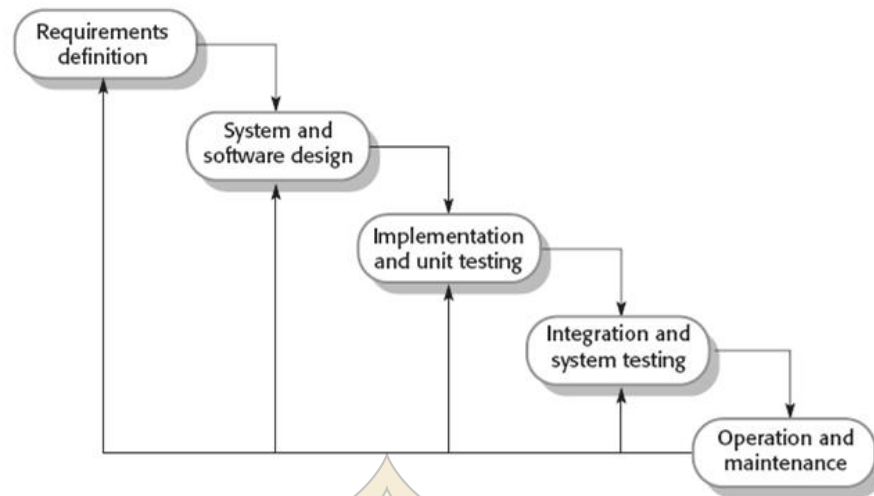 Requirements
definition
System and
software design
Implementation
and unit testing
Integration and
system testing
Operation and
maintenance